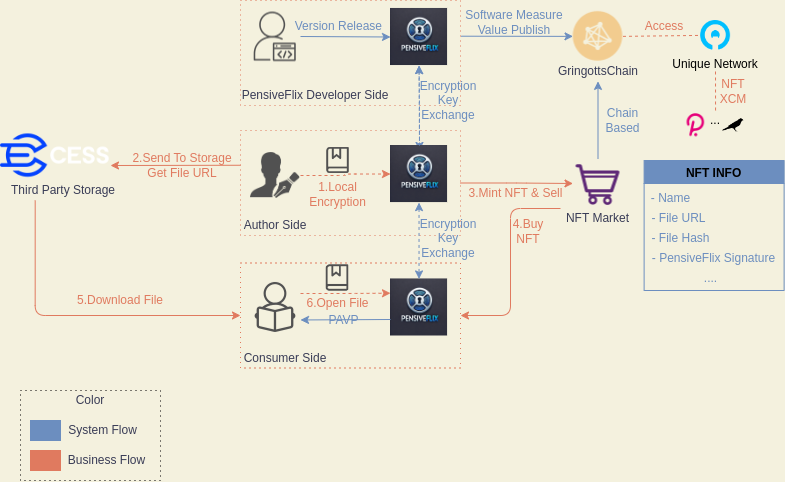 Version Release
PENSIVEFLIX
PensiveFlix Developer Side
Software Measure
Value Publish
GringottsChain
Access
Unique Network
NFT
XCM
...
Encryption
Key
Exchange
Chain
Based
CESS
Third Party Storage
2.Send To Storage
Get File URL
1.Local
Encryption
PENSIVEFLIX
Author Side
3.Mint NFT & Sell
NFT Market
4.Buy
NFT
NFT INFO
- Name
- File URL
- File Hash
- PensiveFlix Signature
....
Encryption
Key
Exchange
5.Download File
6.Open File
PAVP
PENSIVEFLIX
Consumer Side
Color
System Flow
Business Flow